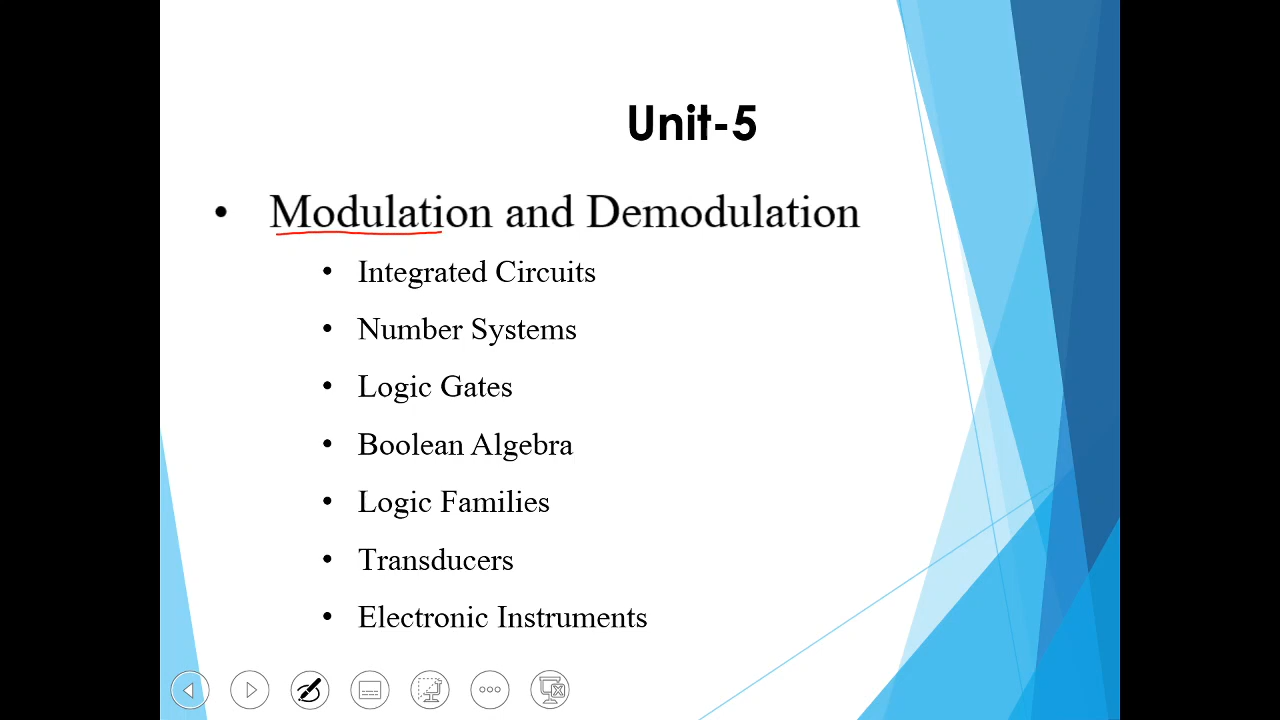 Unit-5
• Modulation and Demodulation
• Integrated Circuits
• Number Systems
• Logic Gates
• Boolean Algebra
• Logic Families
• Transducers
• Electronic Instruments